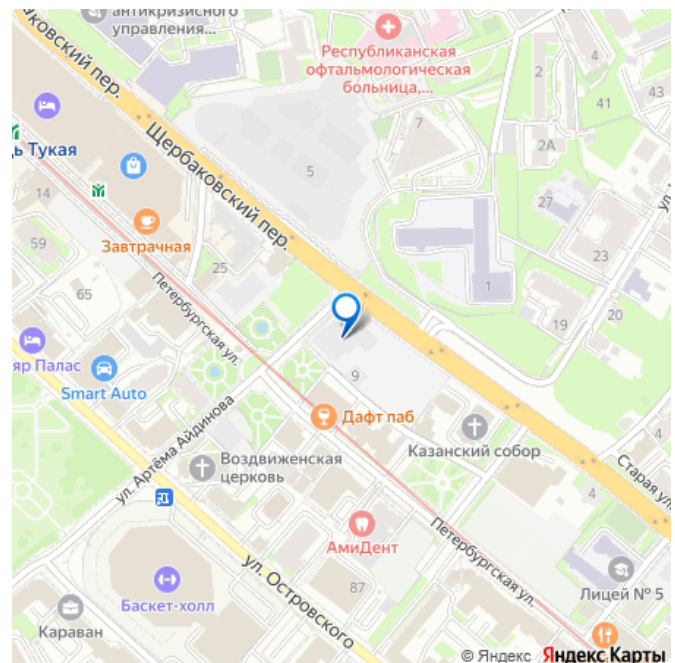 антикризисного
управления...
Республиканская
офтальмологическая
больница,...
аковский пер.
4
43
2
41
7
2А
Щербаковский пер.
ь Тукая
5
14
27
ул.
Завтрачная
59
25
23
65
1
Петербургская ул.
20
19
яр Палас
Smart Auto
9
Дафт паб
ул. Артёма Айдинова
Казанский собор
4
Воздвиженская
церковь
Старая ул.
4
АмиДент
Петербургская ул.
ул. Островского
87
Лицей № 5
Баскет-холл
Караван
© Яндекс Яндекс Карты